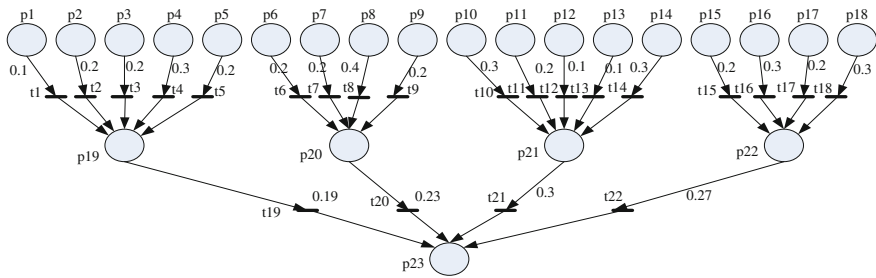 p1 p2 p3 p4 p5 p6 p7 p8 p9 p10 p11 p12 p13 p14 p15 p16 p17 p18
0.1 0.2 0.2 0.3 0.2 0.2 0.2 0.4 0.2 0.3 0.2 0.1 0.1 0.3 0.2 0.3 0.2 0.3
t1 t2 t3 t4 t5 t6 t7 t8 t9 t10 t11 t12 t13 t14 t15 t16 t17 t18
p19 p20 p21 p22
t19 0.19 t20 0.23 t21 0.3 t22 0.27
p23